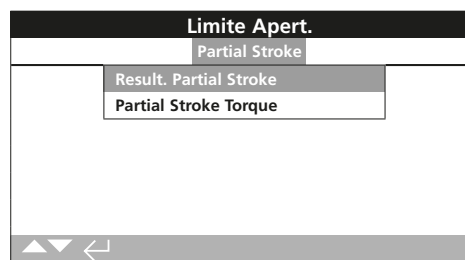 Limite Apert.
Partial Stroke
Result. Partial Stroke
Partial Stroke Torque